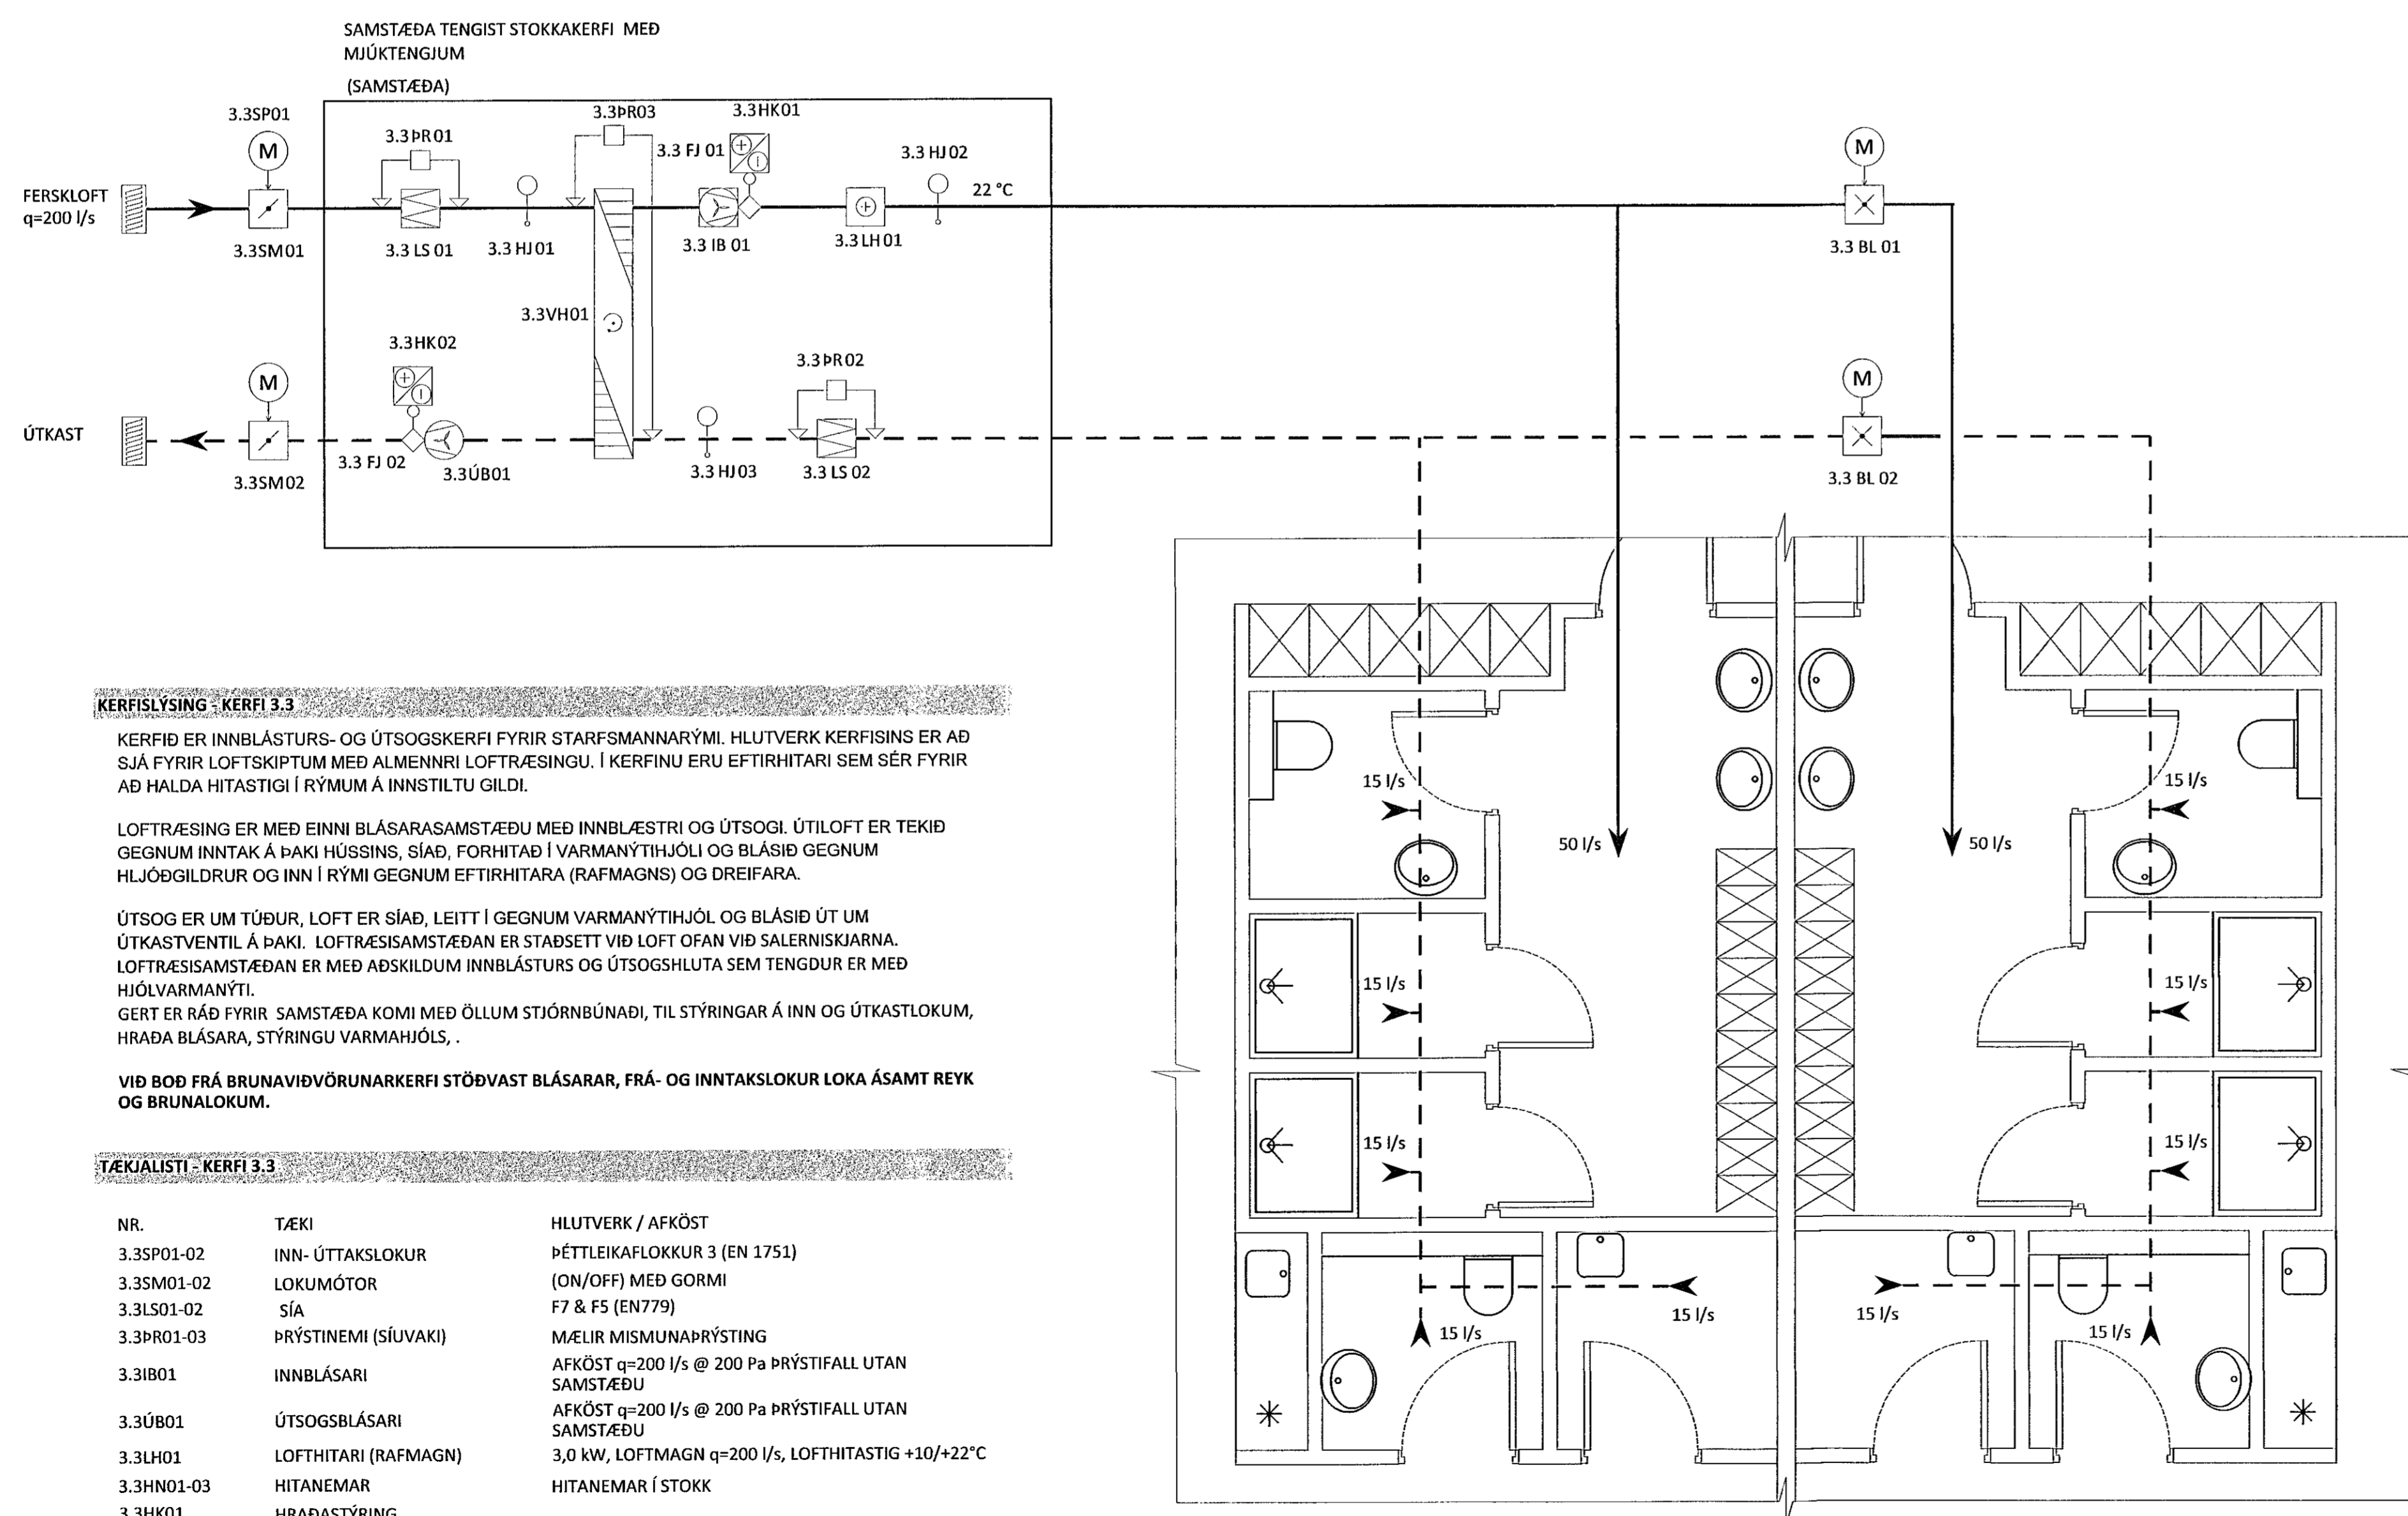 SAMSTÆÐA TENGIST STOKKAKERFI MEÐ
MJÚKTENGJUM
(SAMSTÆÐA)
3.3SP01
M
3.3ÞR01
3.3ÞR03
3.3HK01
3.3 FJ 01
3.3 HJ02
22 °C
FERSKLOFT
q=200 l/s
3.3SM01
3.3 LS 01
3.3 HJ01
3.3 IB 01
3.3LH01
M
3.3 BL 01
3.3VH01
3.3HK02
3.3ÞR02
M
M
ÚTKAST
3.3 FJ 02
3.3ÚB01
3.3 HJ03
3.3 LS 02
3.3SM02
3.3 BL 02
KERFISLÝSING - KERFI 3.3
KERFIÐ ER INNBLÁSTURS- OG ÚTSOGSKERFI FYRIR STARFSMANNARÝMI. HLUTVERK KERFISINS ER AÐ
SJÁ FYRIR LOFTSKIPTUM MEÐ ALMENNRI LOFTRÆSINGU. Í KERFINU ERU EFTIRHITARI SEM SÉR FYRIR
AÐ HALDA HITASTIGI Í RÝMUM Á INNSTILTU GILDI.
LOFTRÆSING ER MEÐ EINNI BLÁSARASAMSTÆÐU MEÐ INNBLÆSTRI OG ÚTSOGI. ÚTILOFT ER TEKIÐ
GEGNUM INNTAK Á ÞAKI HÚSSINS, SÍAÐ, FORHITAÐ Í VARMANÝTIHJÓLI OG BLÁSIÐ GEGNUM
HLJÓÐGILDRUR OG INN Í RÝMI GEGNUM EFTIRHITARA (RAFMAGNS) OG DREIFARA.
ÚTSOG ER UM TÚÐUR, LOFT ER SÍAÐ, LEITT Í GEGNUM VARMANÝTIHJÓL OG BLÁSIÐ ÚT UM
ÚTKASTVENTIL Á ÞAKI. LOFTRÆSISAMSTÆÐAN ER STAÐSETT VIÐ LOFT OFAN VIÐ SALERNISKJARNA.
LOFTRÆSISAMSTÆÐAN ER MEÐ AÐSKILDUM INNBLÁSTURS OG ÚTSOGSHLUTA SEM TENGDUR ER MEÐ
HJÓLVARMANÝTI.
GERT ER RÁÐ FYRIR SAMSTÆÐA KOMI MEÐ ÖLLUM STJÓRNBÚNAÐI, TIL STÝRINGAR Á INN OG ÚTKASTLOKUM,
HRAÐA BLÁSARA, STÝRINGU VARMAHJÓLS, .
VIÐ BOÐ FRÁ BRUNAVIÐVÖRUNARKERFI STÖÐVAST BLÁSARAR, FRÁ- OG INNTAKSLOKUR LOKA ÁSAMT REYK
OG BRUNALOKUM.
TÆKJALISTI - KERFI 3.3
NR. TÆKI HLUTVERK / AFKÖST
3.3SP01-02 INN- ÚTTAKSLOKUR ÞÉTTLEIKAFLOKKUR 3 (EN 1751)
3.3SM01-02 LOKUMÓTOR (ON/OFF) MEÐ GORMI
3.3LS01-02 SÍA F7 & F5 (EN779)
3.3ÞR01-03 ÞRÝSTINEMI (SÍUVAKI) MÆLIR MISMUNAÞRÝSTING
3.3IB01 INNBLÁSARI AFKÖST q=200 l/s @ 200 Pa ÞRÝSTIFALL UTAN
SAMSTÆÐU
3.3ÚB01 ÚTSOGSBLÁSARI AFKÖST q=200 l/s @ 200 Pa ÞRÝSTIFALL UTAN
SAMSTÆÐU
3.3LH01 LOFTHITARI (RAFMAGN) 3,0 kW, LOFTMAGN q=200 l/s, LOFTHITASTIG +10/+22°C
3.3HN01-03 HITANEMAR HITANEMAR Í STOKK
3.3HK01 HRAÐASTÝRING
15 l/s
15 l/s
50 l/s
50 l/s
15 l/s
15 l/s
15 l/s
15 l/s
15 l/s
15 l/s
15 l/s
15 l/s